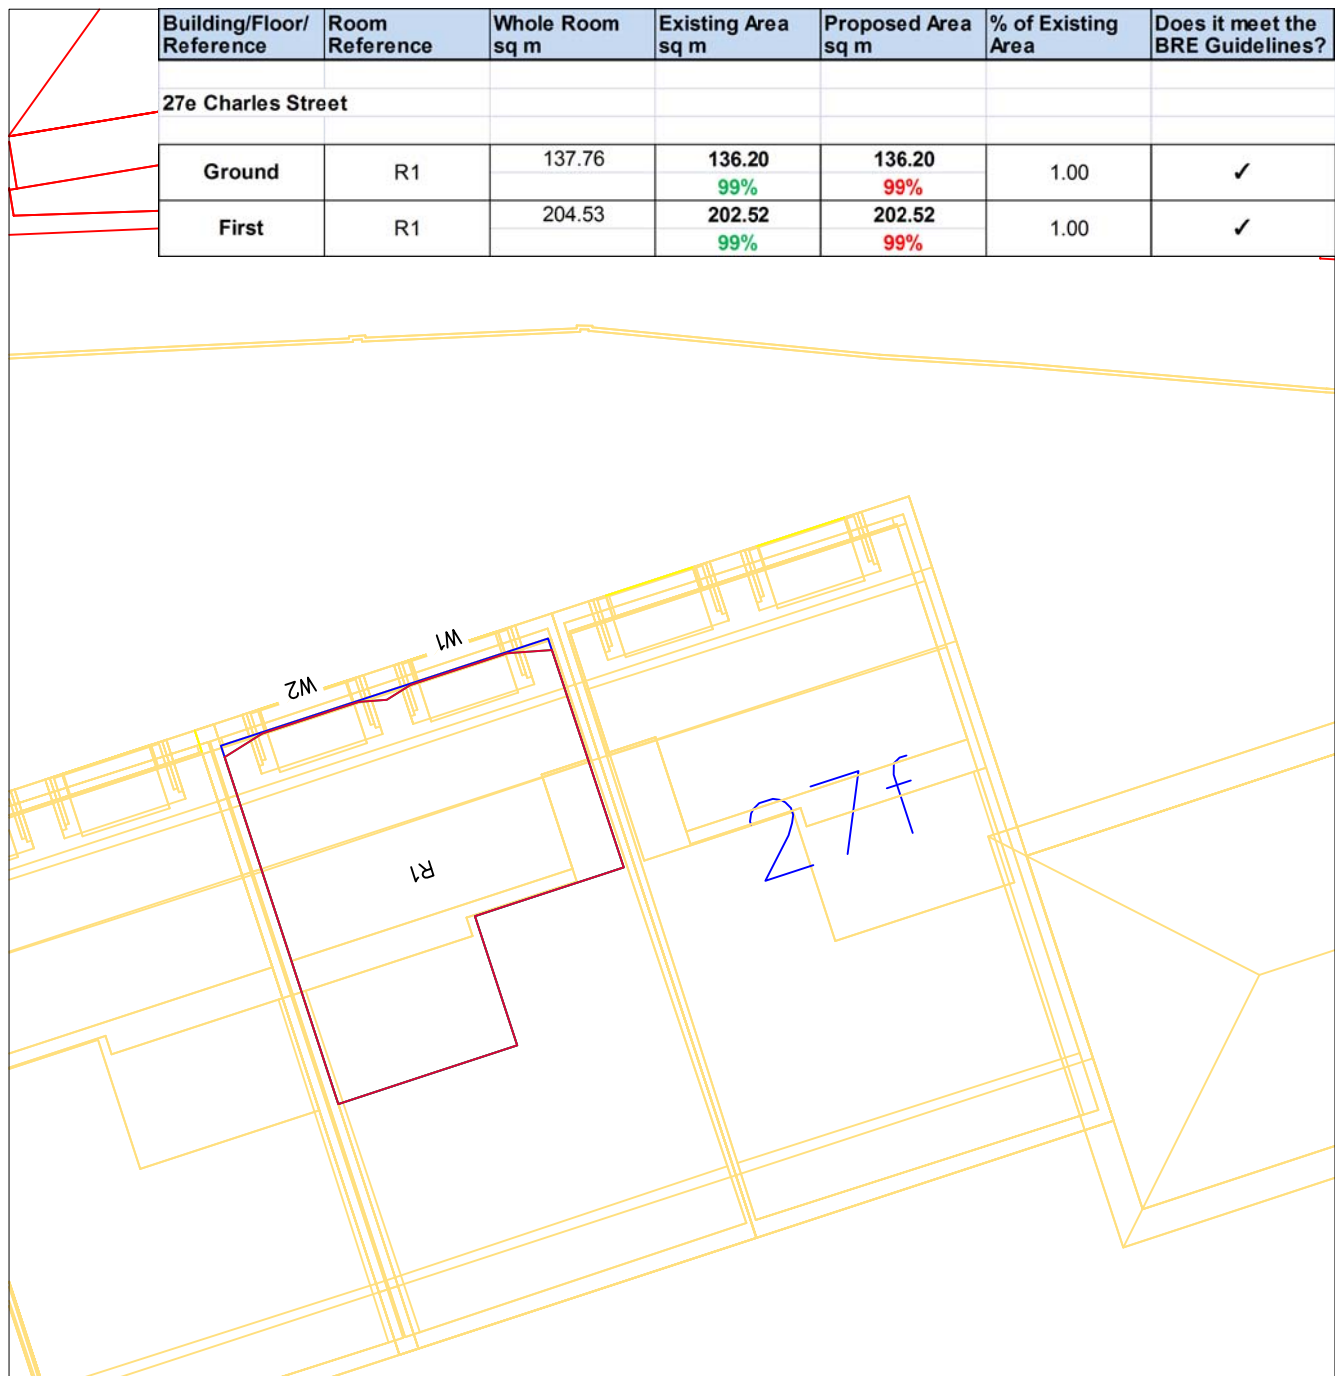 Building/Floor/ Reference Room Reference Whole Room sq m Existing Area sq m Proposed Area sq m % of Existing Area Does it meet the BRE Guidelines?
27e Charles Street
Ground R1 137.76 136.20 136.20 1.00 ✓
99% 99%
First R1 204.53 202.52 202.52 1.00 ✓
99% 99%
W1
W2
27f
R1